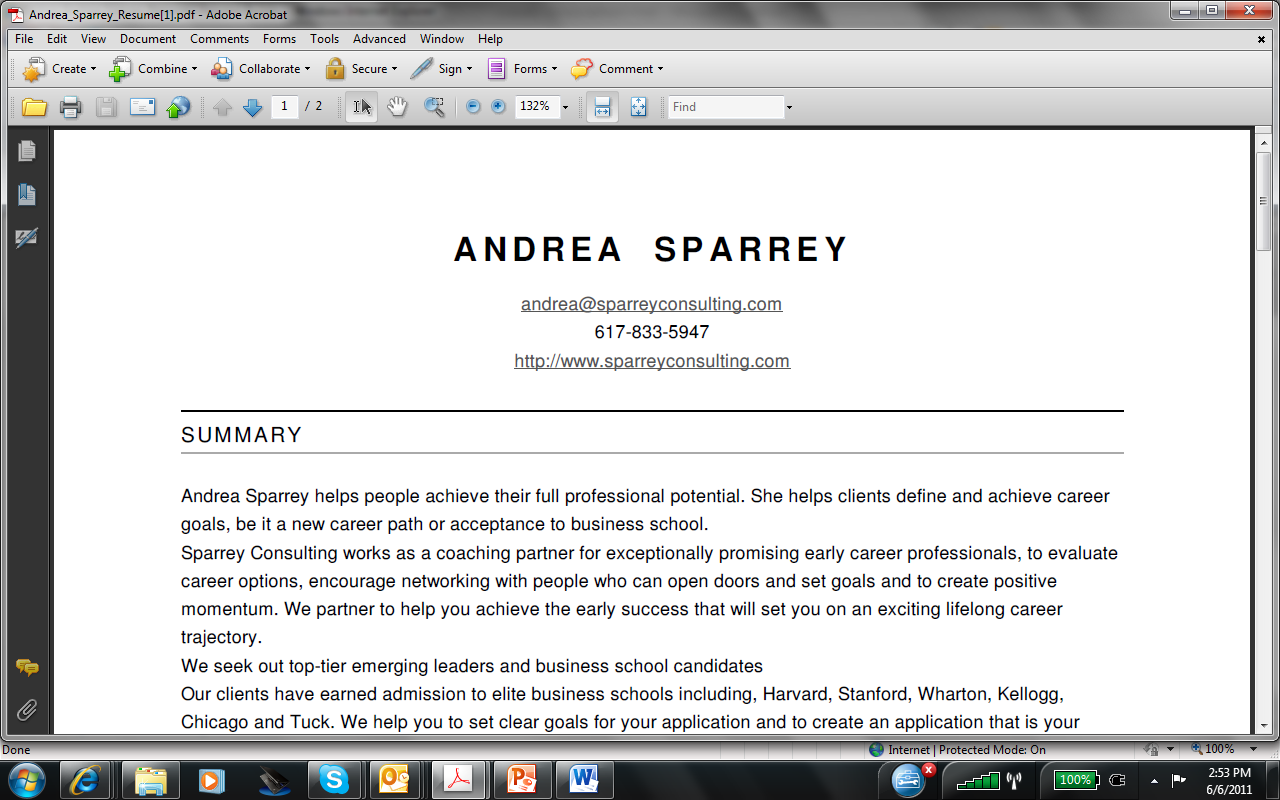 Andrea_Sparrey_Resume[1].pdf - Adobe Acrobat
File Edit View Document Comments Forms Tools Advanced Window Help
Create Combine Collaborate Secure Sign Forms Comment
1 / 2 132% Find
ANDREA SPARREY
andrea@sparreyconsulting.com
617-833-5947
http://www.sparreyconsulting.com
SUMMARY
Andrea Sparrey helps people achieve their full professional potential. She helps clients define and achieve career
goals, be it a new career path or acceptance to business school.
Sparrey Consulting works as a coaching partner for exceptionally promising early career professionals, to evaluate
career options, encourage networking with people who can open doors and set goals and to create positive
momentum. We partner to help you achieve the early success that will set you on an exciting lifelong career
trajectory.
We seek out top-tier emerging leaders and business school candidates
Our clients have earned admission to elite business schools including, Harvard, Stanford, Wharton, Kellogg,
Chicago and Tuck. We help you to set clear goals for your application and to create an application that is your
Done Internet | Protected Mode: On 100%
100% 2:53 PM
6/6/2011